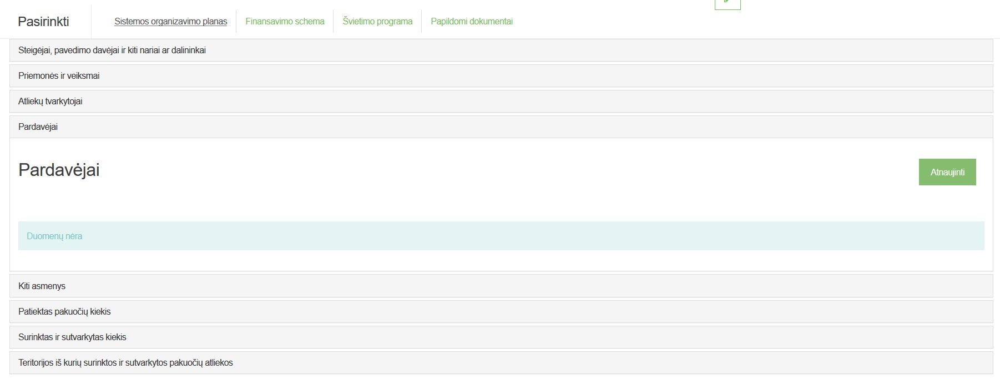 Pasirinkti
Sistemos organizavimo planas
Finansavimo schema
Švietimo programa
Papildomi dokumentai
Steigėjai, pavedimo davėjai ir kiti nariai ar dalininkai
Priemonės ir veiksmai
Atliekų tvarkytojai
Pardavėjai
Pardavėjai
Atnaujinti
Duomenų nėra
Kiti asmenys
Patiektas pakuočių kiekis
Surinktas ir sutvarkytas kiekis
Teritorijos iš kurių surinktos ir sutvarkytos pakuočių atliekos